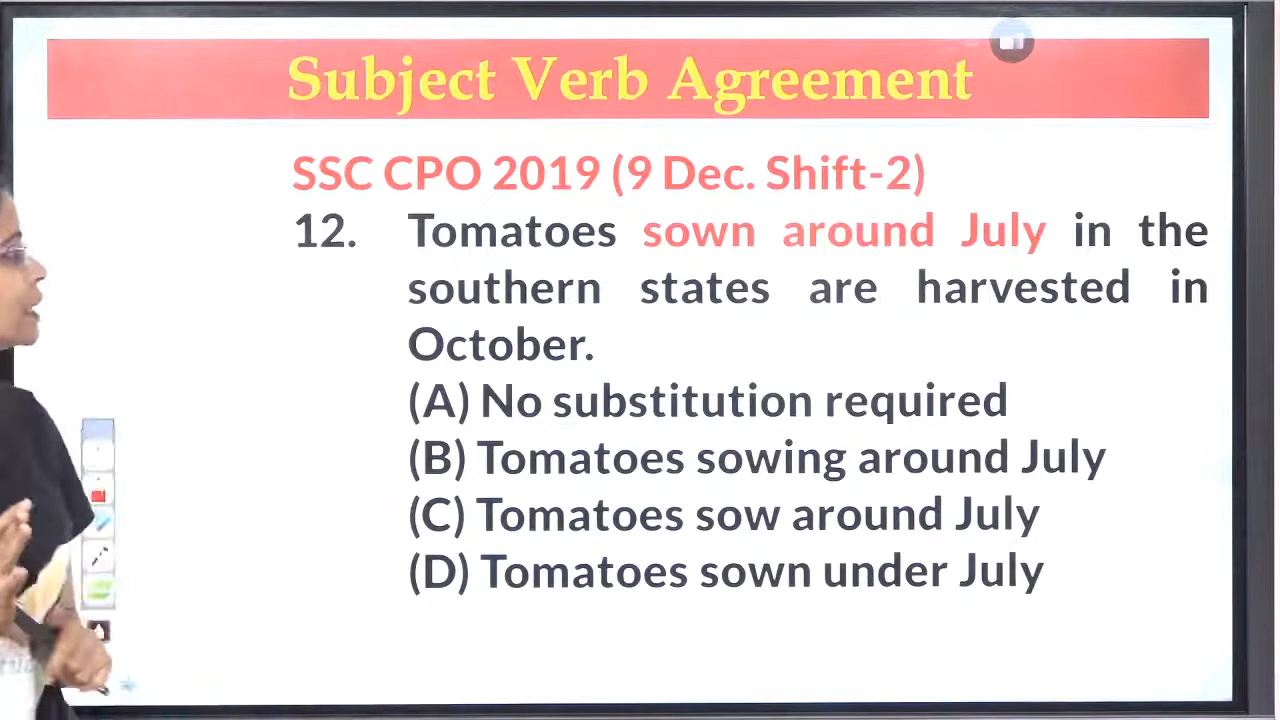 Subject Verb Agreement
SSC CPO 2019 (9 Dec. Shift-2)
12. Tomatoes sown around July in the
southern states are harvested in
October.
(A) No substitution required
(B) Tomatoes sowing around July
(C) Tomatoes sow around July
(D) Tomatoes sown under July